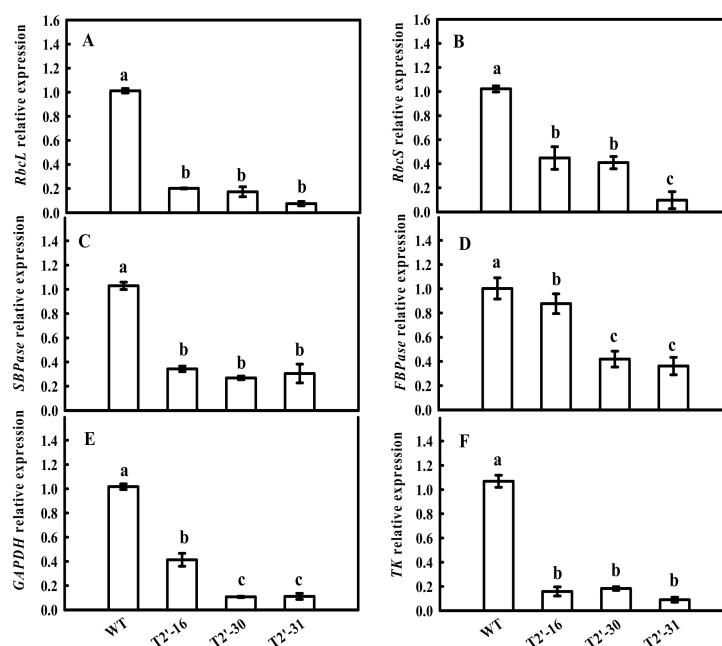 A
RbcL relative expression
1.6
1.4
1.2
1.0
0.8
0.6
0.4
0.2
0.0
a
b
b
b
B
RbcS relative expression
1.6
1.4
1.2
1.0
0.8
0.6
0.4
0.2
0.0
a
b
b
c
C
SBPase relative expression
1.4
1.2
1.0
0.8
0.6
0.4
0.2
0.0
a
b
b
b
D
FBPase relative expression
1.4
1.2
1.0
0.8
0.6
0.4
0.2
0.0
a
b
c
c
E
GAPDH relative expression
1.4
1.2
1.0
0.8
0.6
0.4
0.2
0.0
a
b
c
c
WT
T2'-16
T2'-30
T2'-31
F
TK relative expression
1.4
1.2
1.0
0.8
0.6
0.4
0.2
0.0
a
b
b
b
WT
T2'-16
T2'-30
T2'-31